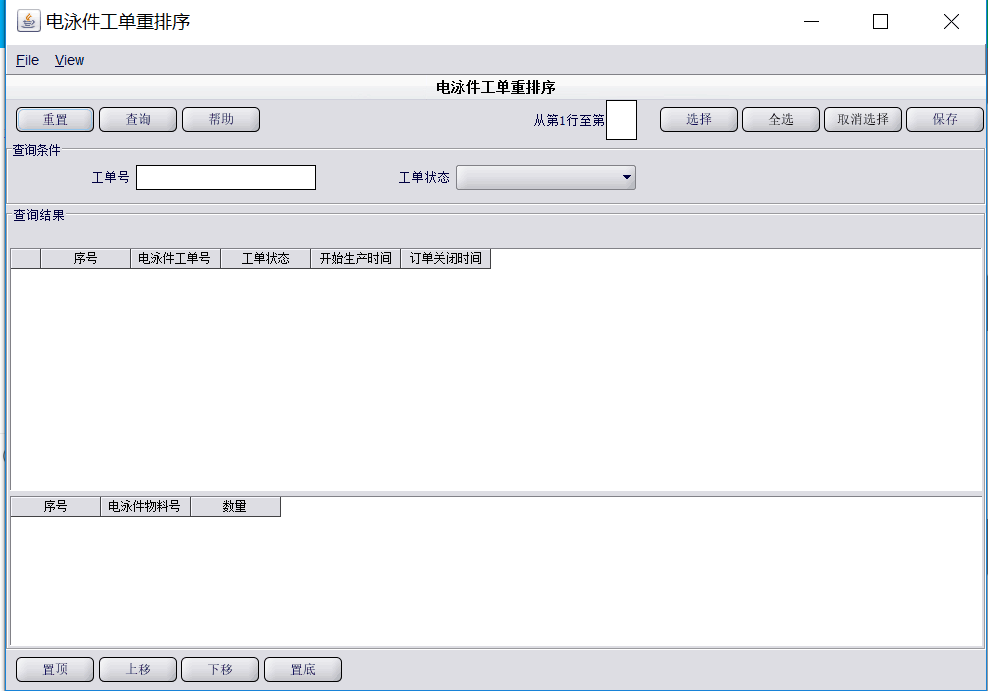 电泳件工单重排序
File View
电泳件工单重排序
重置 查询 帮助 从第1行至第 选择 全选 取消选择 保存
查询条件
工单号 工单状态
查询结果
序号 电泳件工单号 工单状态 开始生产时间 订单关闭时间
序号 电泳件物料号 数量
置顶 上移 下移 置底